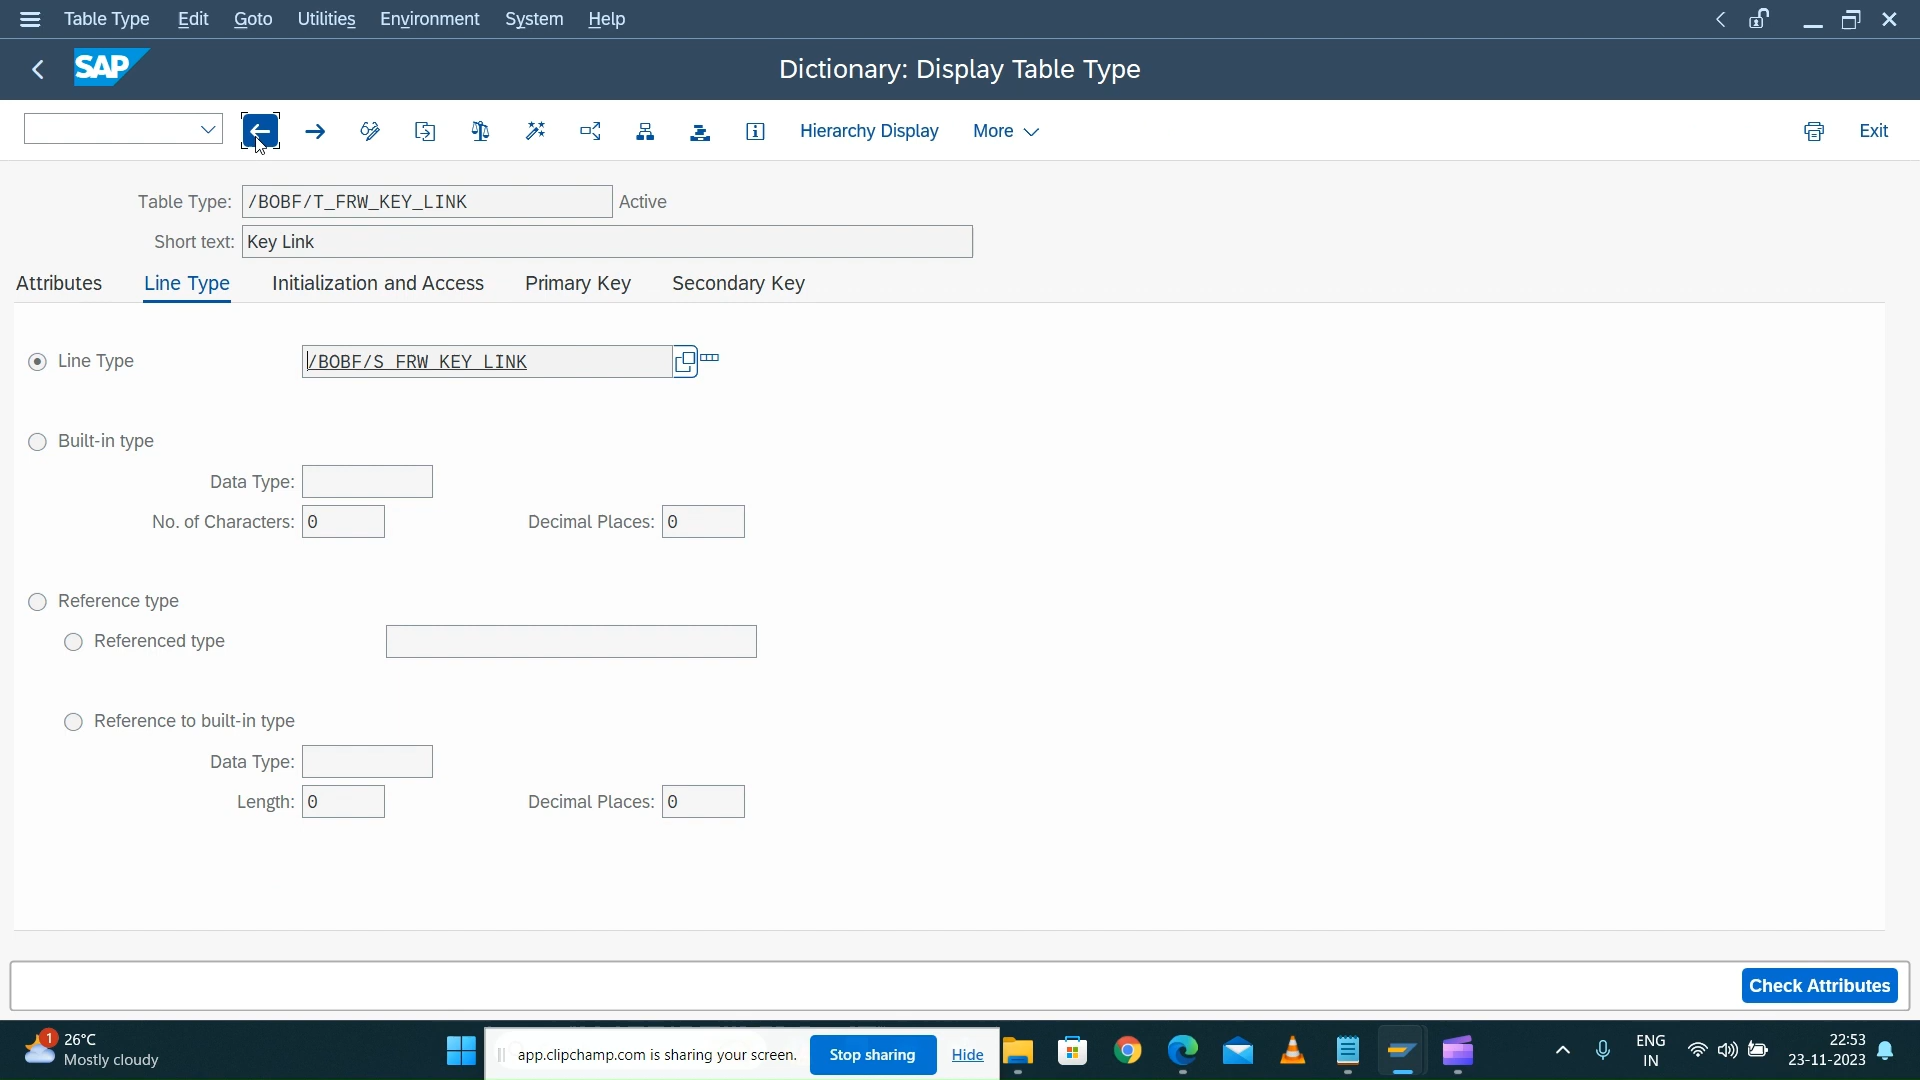 Table Type Edit Goto Utilities Environment System Help
SAP Dictionary: Display Table Type
Hierarchy Display More Exit
Table Type: /BOBF/T_FRW_KEY_LINK Active
Short text: Key Link
Attributes Line Type Initialization and Access Primary Key Secondary Key
Line Type /BOBF/S_FRW_KEY_LINK
Built-in type
Data Type:
No. of Characters: 0 Decimal Places: 0
Reference type
Referenced type
Reference to built-in type
Data Type:
Length: 0 Decimal Places: 0
Check Attributes
1 26°C
Mostly cloudy
app.clipchamp.com is sharing your screen. Stop sharing Hide
ENG
IN
22:53
23-11-2023